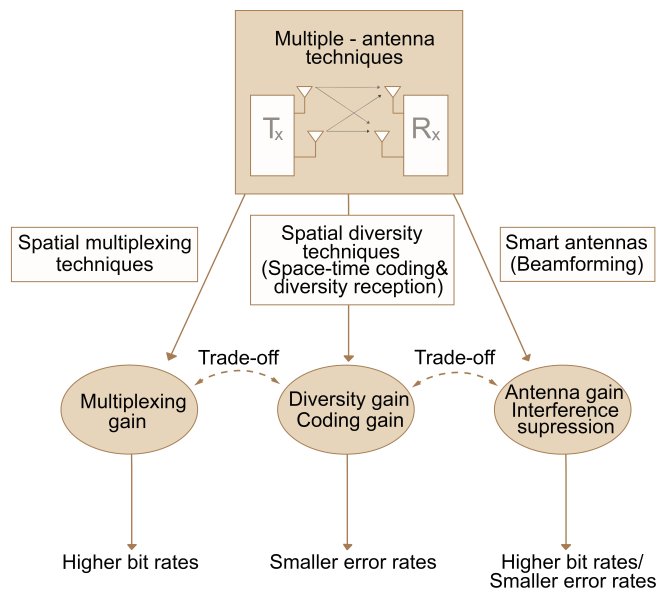 Multiple - antenna
techniques
Tx
Rx
Spatial multiplexing
techniques
Spatial diversity
techniques
(Space-time coding&
diversity reception)
Smart antennas
(Beamforming)
Trade-off
Trade-off
Multiplexing
gain
Diversity gain
Coding gain
Antenna gain
Interference
supression
Higher bit rates
Smaller error rates
Higher bit rates/
Smaller error rates